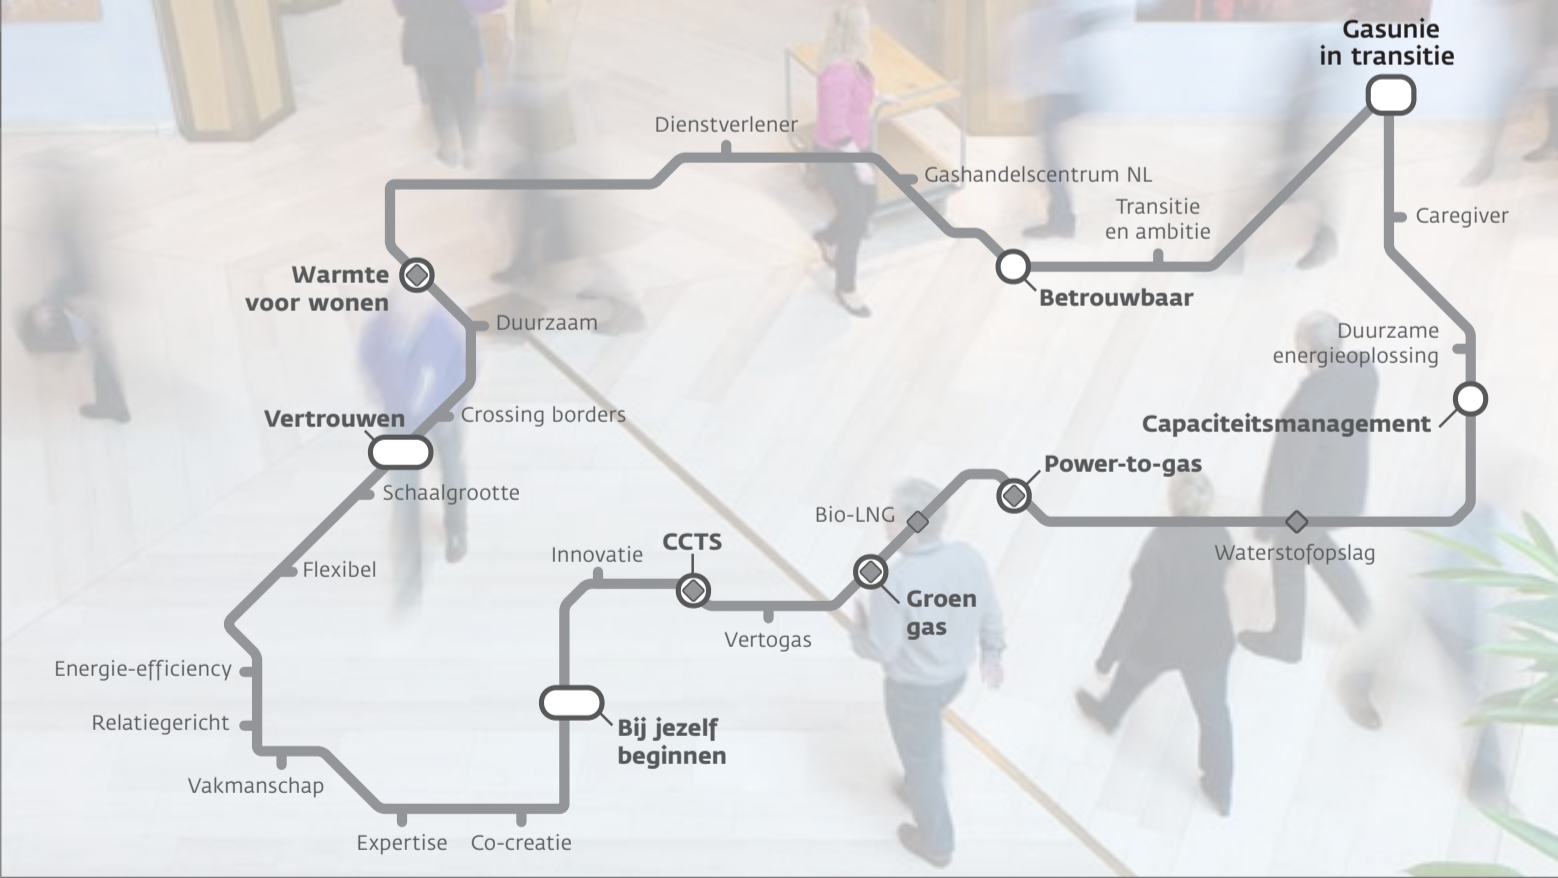 Gasunie
in transitie
Dienstverlener
Gashandelscentrum NL
Transitie
en ambitie
Caregiver
Warmte
voor wonen
Betrouwbaar
Duurzaam
Duurzame
energieoplossing
Vertrouwen
Crossing borders
Capaciteitsmanagement
Power-to-gas
Schaalgrootte
Bio-LNG
CCTS
Innovatie
Waterstofopslag
Flexibel
Groen
gas
Vertogas
Energie-efficiency
Relatiegericht
Bij jezelf
beginnen
Vakmanschap
Expertise
Co-creatie